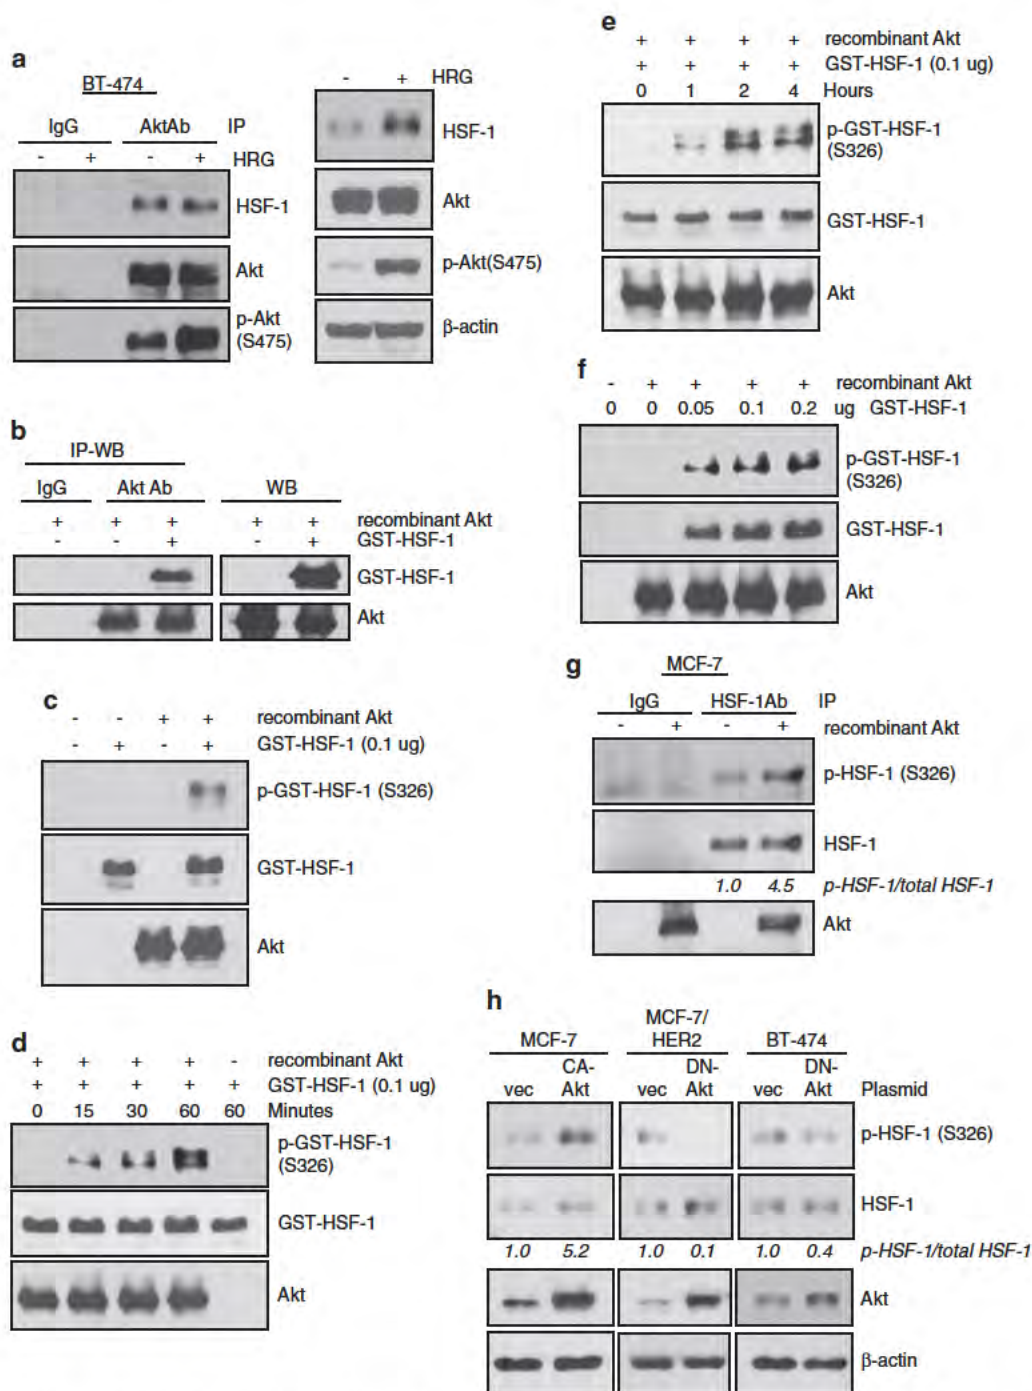 a
BT-474
IgG AktAb IP
- + - + HRG
HSF-1
Akt
p-Akt
(S475)
- + HRG
HSF-1
Akt
p-Akt(S475)
β-actin
b
IP-WB
IgG Akt Ab WB
+ + + + + recombinant Akt
- - + - + GST-HSF-1
GST-HSF-1
Akt
c
- - + + recombinant Akt
- + - + GST-HSF-1 (0.1 ug)
p-GST-HSF-1 (S326)
GST-HSF-1
Akt
d
+ + + + - recombinant Akt
+ + + + + GST-HSF-1 (0.1 ug)
0 15 30 60 60 Minutes
p-GST-HSF-1
(S326)
GST-HSF-1
Akt
e
+ + + + recombinant Akt
+ + + + GST-HSF-1 (0.1 ug)
0 1 2 4 Hours
p-GST-HSF-1
(S326)
GST-HSF-1
Akt
f
- + + + + recombinant Akt
0 0 0.05 0.1 0.2 ug GST-HSF-1
p-GST-HSF-1
(S326)
GST-HSF-1
Akt
g
MCF-7
IgG HSF-1Ab IP
- + - + recombinant Akt
p-HSF-1 (S326)
HSF-1
1.0 4.5 p-HSF-1/total HSF-1
Akt
h
MCF-7 MCF-7/
HER2 BT-474
vec CA-
Akt vec DN-
Akt vec DN-
Akt Plasmid
p-HSF-1 (S326)
HSF-1
1.0 5.2 1.0 0.1 1.0 0.4 p-HSF-1/total HSF-1
Akt
β-actin